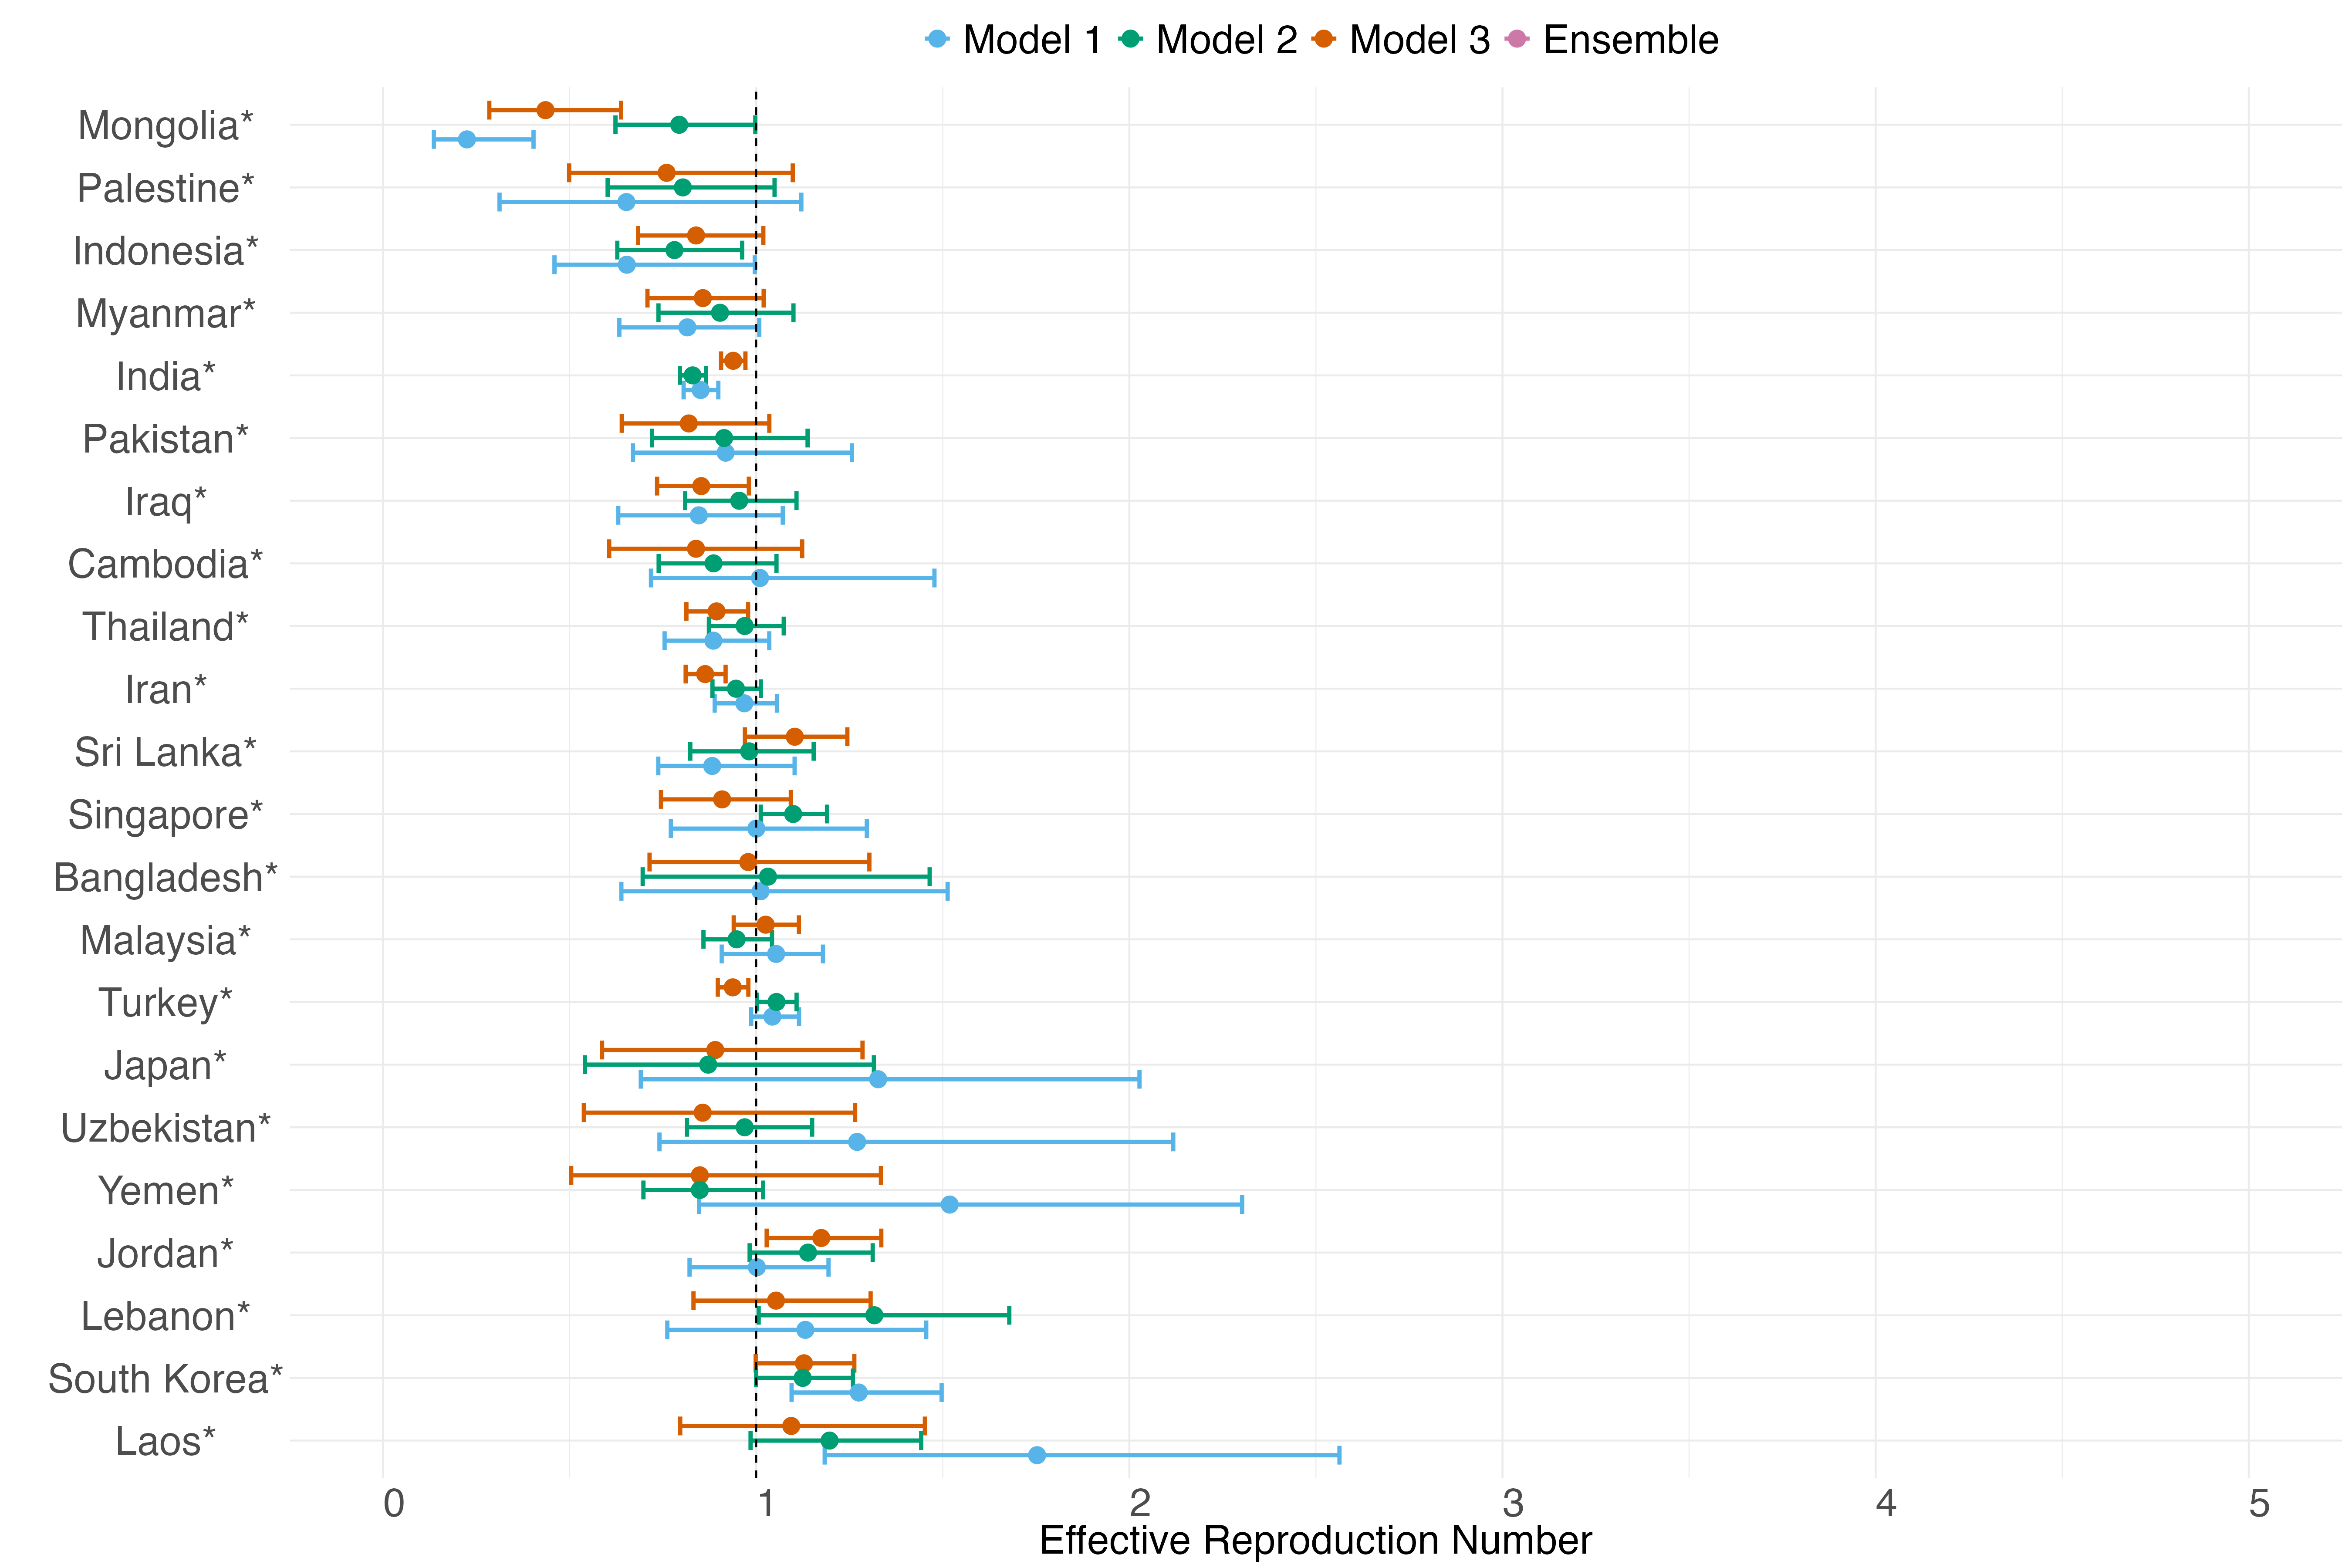 Model 1 Model 2 Model 3 Ensemble
Mongolia*
Palestine*
Indonesia*
Myanmar*
India*
Pakistan*
Iraq*
Cambodia*
Thailand*
Iran*
Sri Lanka*
Singapore*
Bangladesh*
Malaysia*
Turkey*
Japan*
Uzbekistan*
Yemen*
Jordan*
Lebanon*
South Korea*
Laos*
0 1 2 3 4 5
Effective Reproduction Number